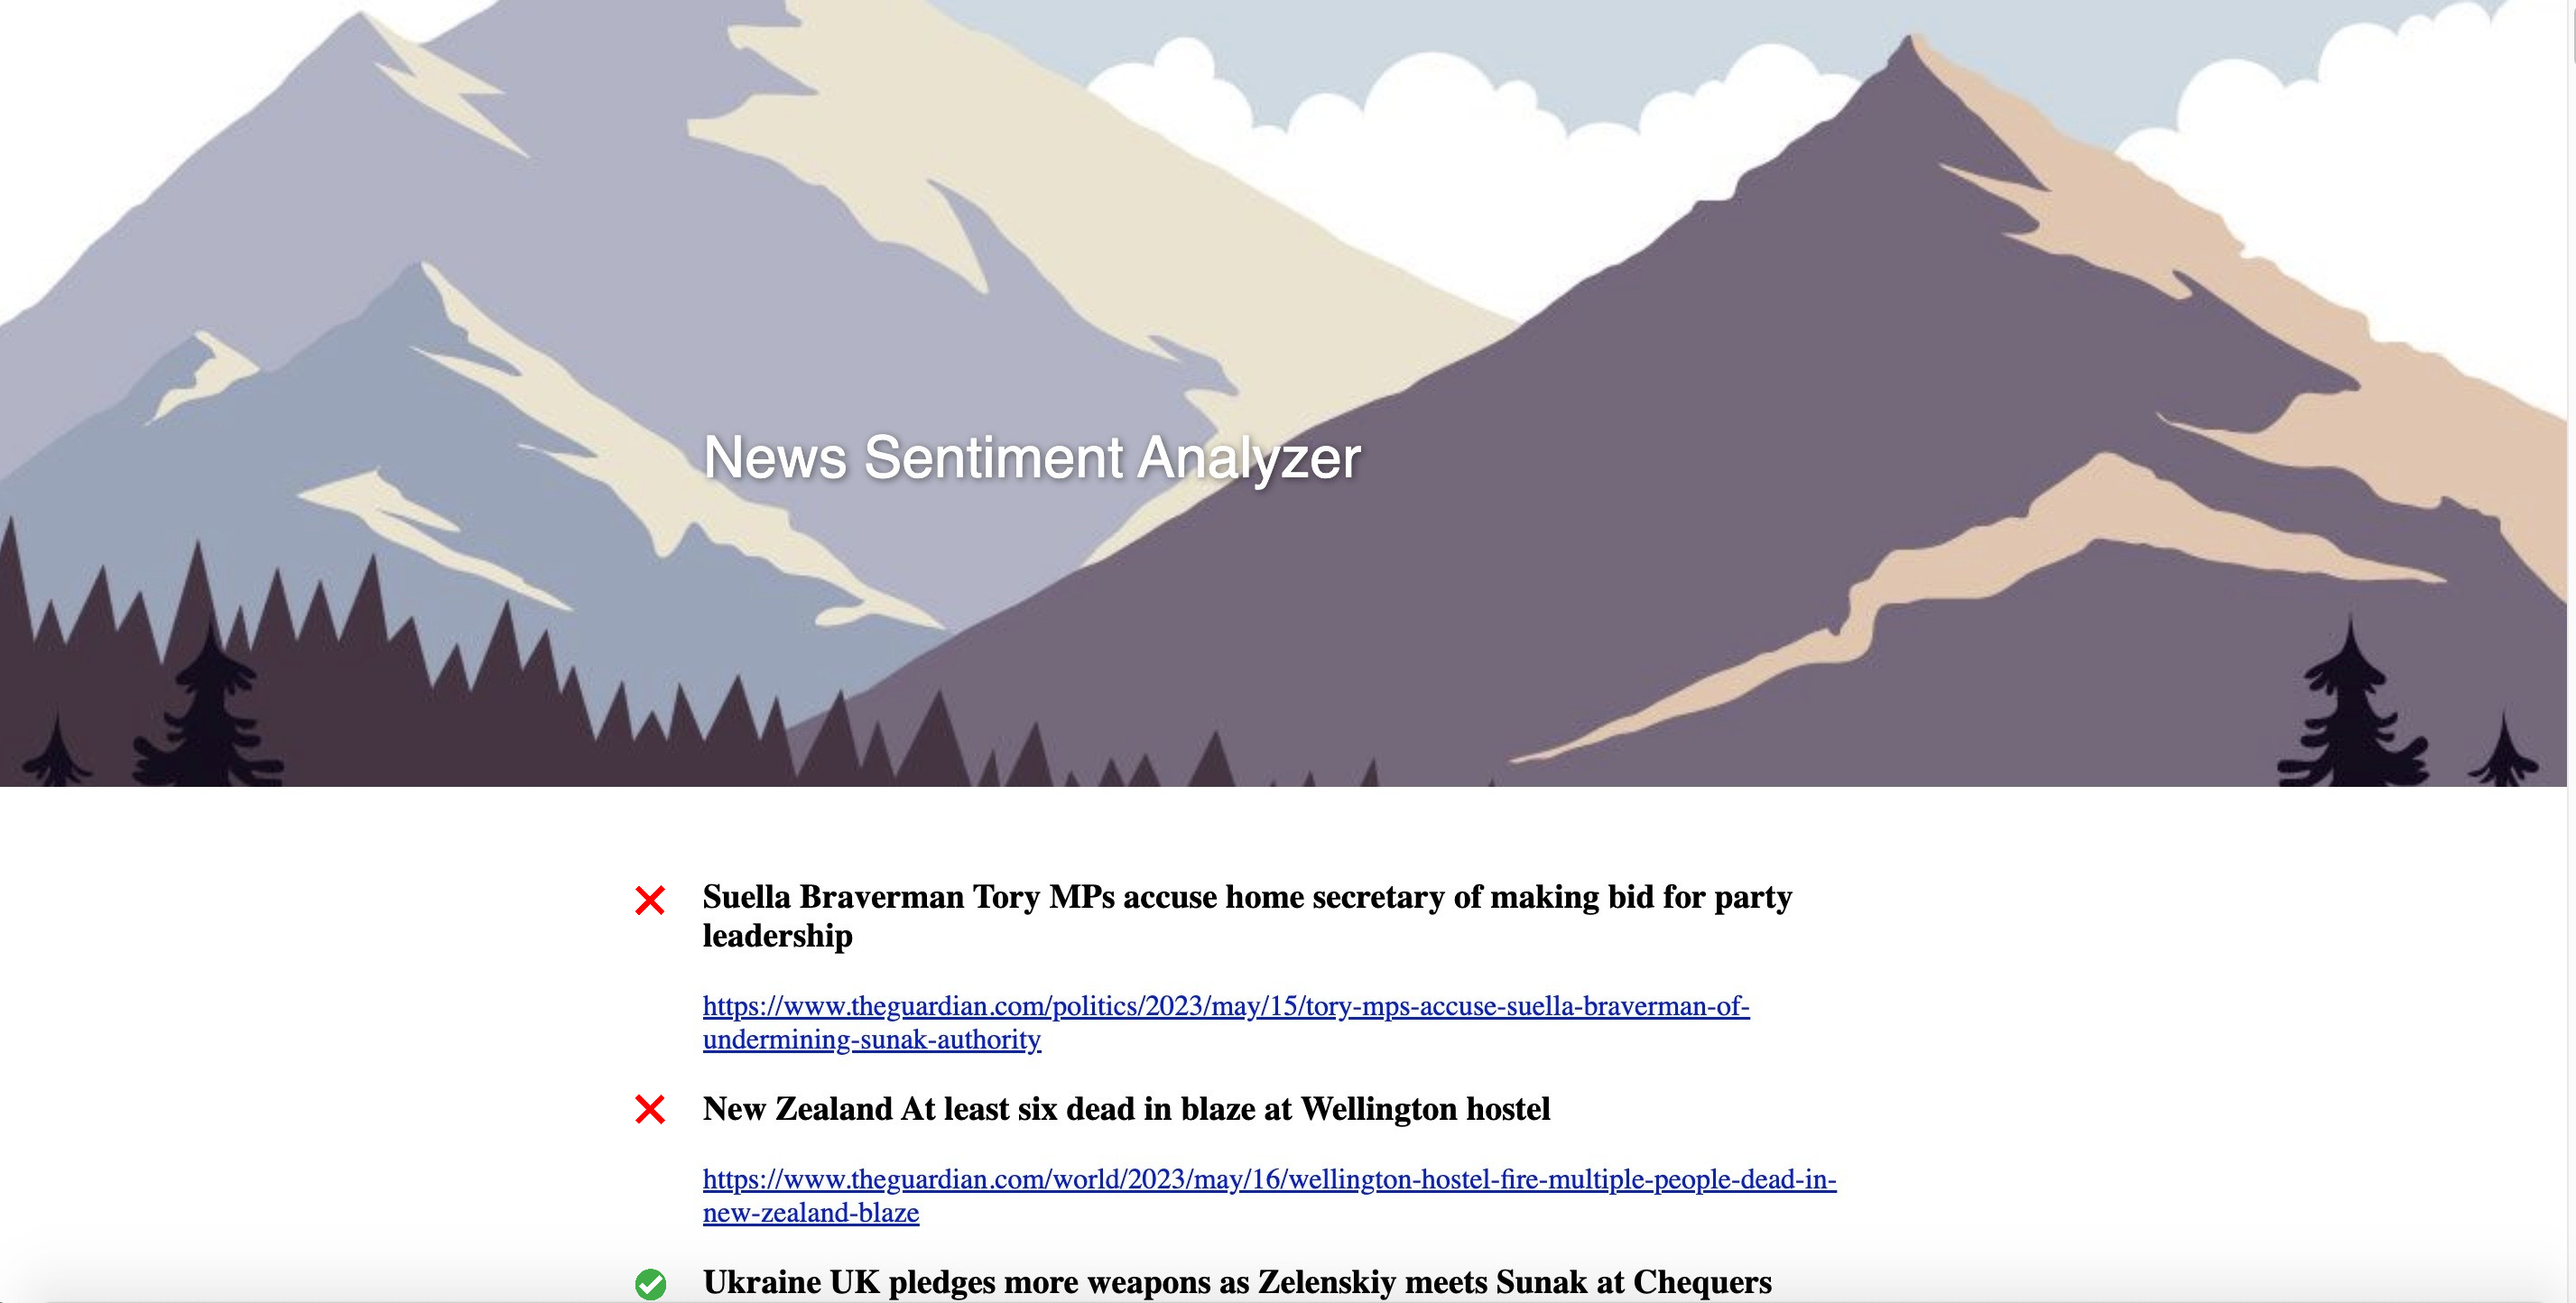 News Sentiment Analyzer
Suella Braverman Tory MPs accuse home secretary of making bid for party
leadership
https://www.theguardian.com/politics/2023/may/15/tory-mps-accuse-suella-braverman-of-
undermining-sunak-authority
New Zealand At least six dead in blaze at Wellington hostel
https://www.theguardian.com/world/2023/may/16/wellington-hostel-fire-multiple-people-dead-in-
new-zealand-blaze
Ukraine UK pledges more weapons as Zelenskiy meets Sunak at Chequers